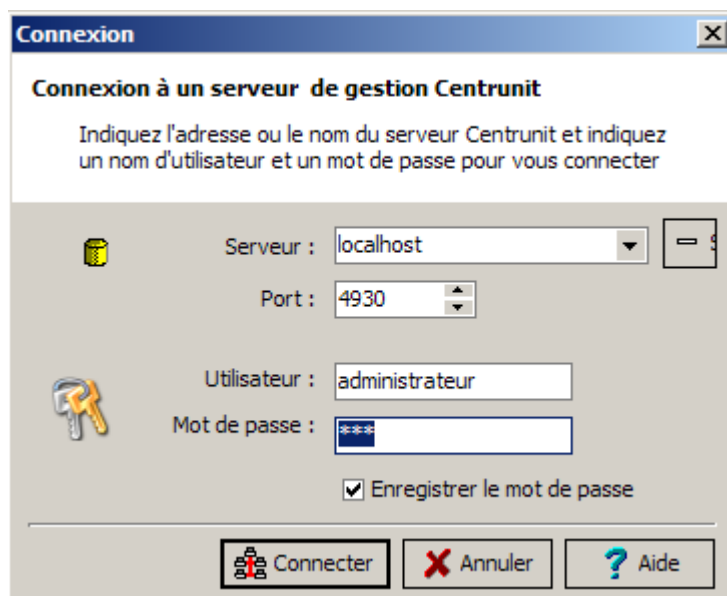 Connexion
Connexion à un serveur  de gestion Centrunit
Indiquez l'adresse ou le nom du serveur Centrunit et indiquez
un nom d'utilisateur et un mot de passe pour vous connecter
Serveur : localhost
Port : 4930
Utilisateur : administrateur
Mot de passe : ***
Enregistrer le mot de passe
Connecter Annuler ? Aide